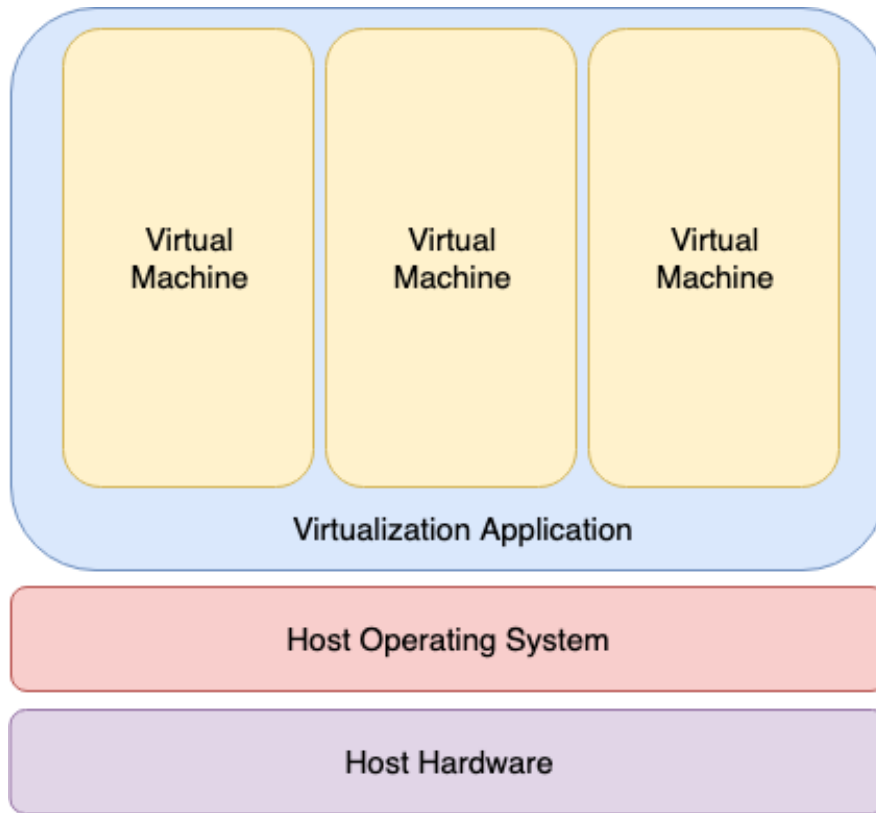 Virtual
Machine
Virtual
Machine
Virtual
Machine
Virtualization Application
Host Operating System
Host Hardware